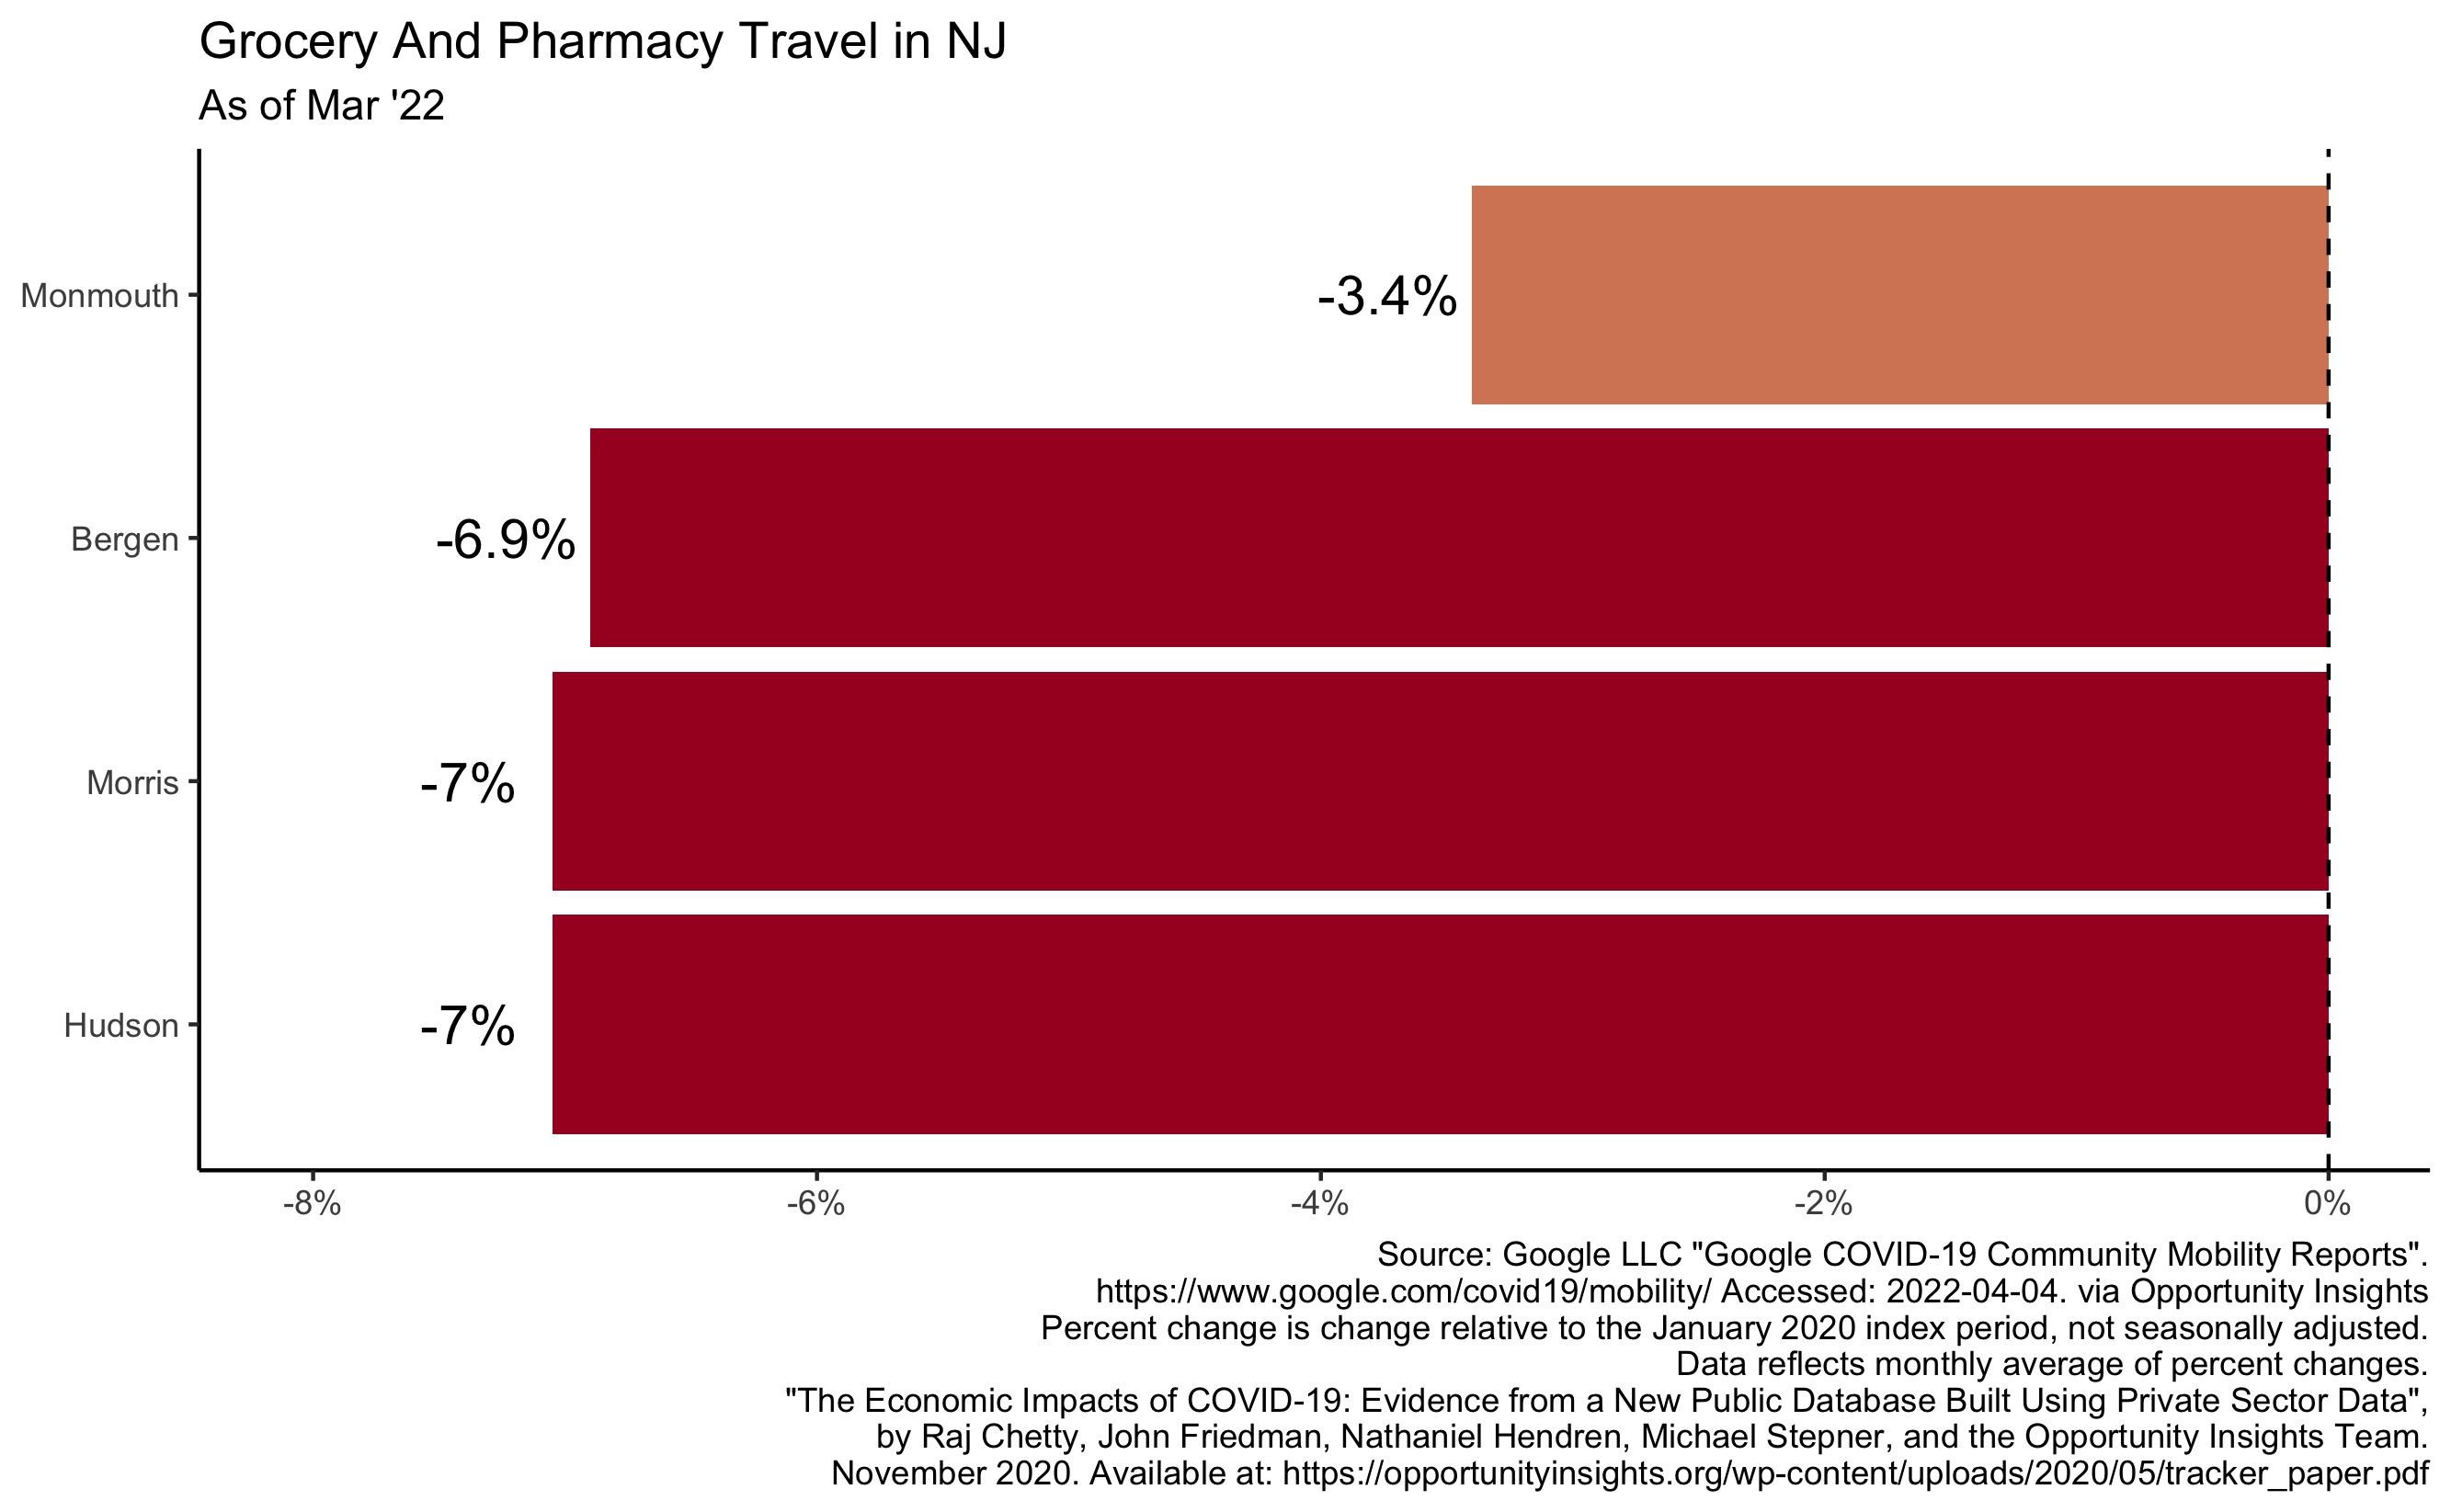 Grocery And Pharmacy Travel in NJ
As of Mar '22
Monmouth
-3.4%
Bergen
-6.9%
Morris
-7%
Hudson
-7%
-8%
-6%
-4%
-2%
0%
Source: Google LLC "Google COVID-19 Community Mobility Reports".
https://www.google.com/covid19/mobility/ Accessed: 2022-04-04. via Opportunity Insights
Percent change is change relative to the January 2020 index period, not seasonally adjusted.
Data reflects monthly average of percent changes.
"The Economic Impacts of COVID-19: Evidence from a New Public Database Built Using Private Sector Data",
by Raj Chetty, John Friedman, Nathaniel Hendren, Michael Stepner, and the Opportunity Insights Team.
November 2020. Available at: https://opportunityinsights.org/wp-content/uploads/2020/05/tracker_paper.pdf